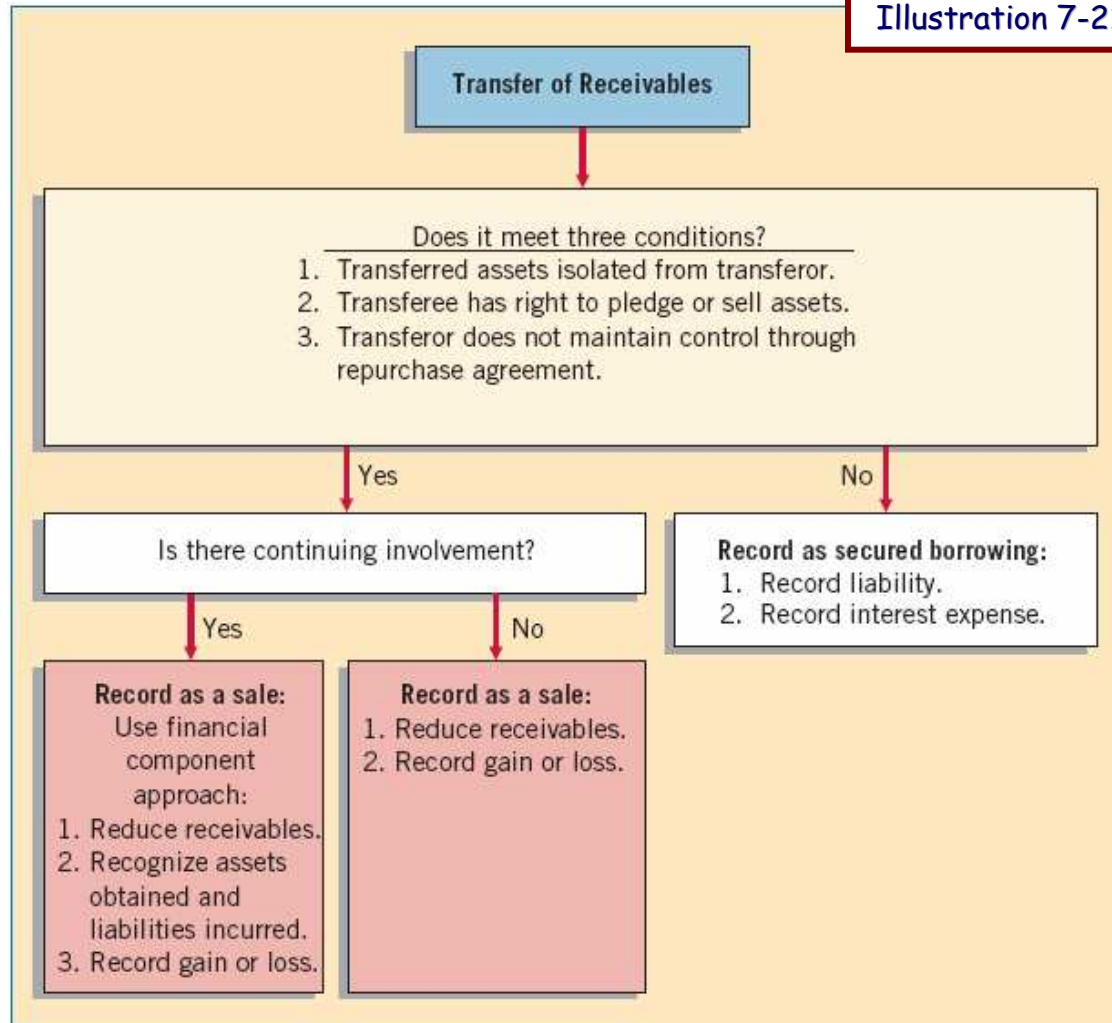 Illustration 7-2
Transfer of Receivables
Does it meet three conditions?
1. Transferred assets isolated from transferor.
2. Transferee has right to pledge or sell assets.
3. Transferor does not maintain control through
repurchase agreement.
Yes
No
Is there continuing involvement?
Record as secured borrowing:
1. Record liability.
2. Record interest expense.
Yes
No
Record as a sale:
Use financial
component
approach:
1. Reduce receivables.
2. Recognize assets
obtained and
liabilities incurred.
3. Record gain or loss.
Record as a sale:
1. Reduce receivables.
2. Record gain or loss.